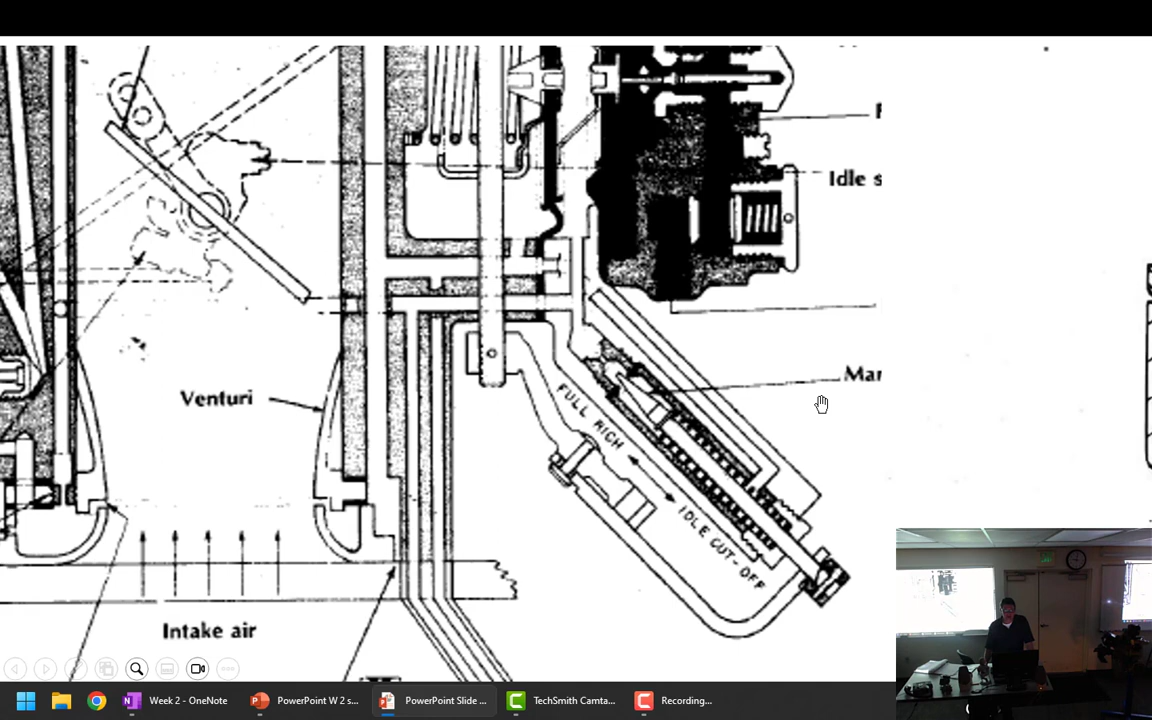 Idle s
Venturi
Mar
FULL RICH
IDLE CUT-OFF
Intake air
Week 2 - OneNote
PowerPoint W 2 s...
PowerPoint Slide ...
TechSmith Camta...
Recording...